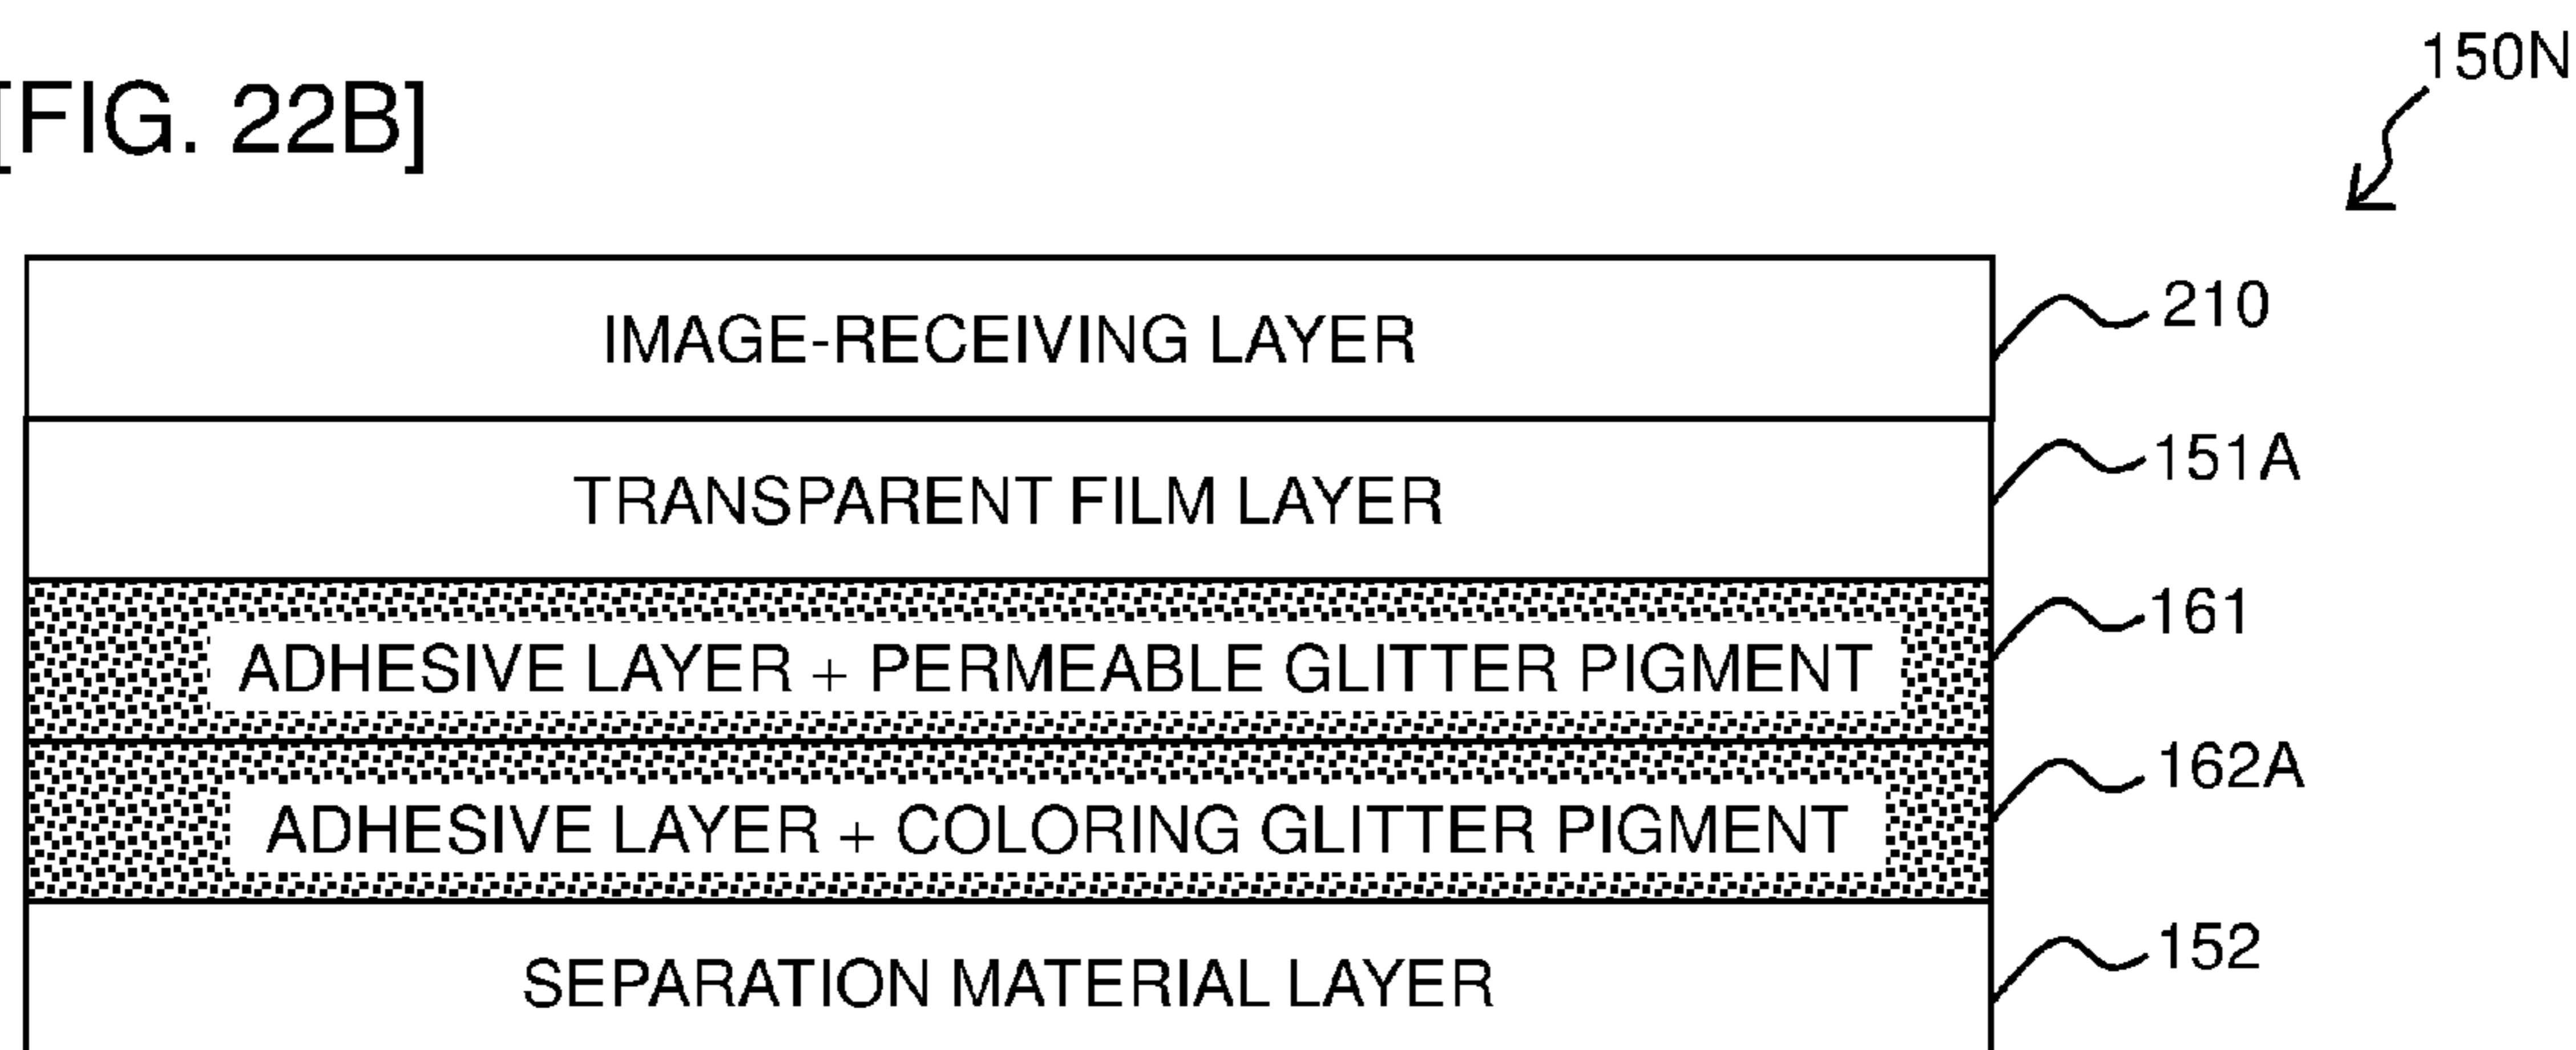 150N
[FIG. 22B]
IMAGE-RECEIVING LAYER 210
TRANSPARENT FILM LAYER 151A
ADHESIVE LAYER + PERMEABLE GLITTER PIGMENT 161
ADHESIVE LAYER + COLORING GLITTER PIGMENT 162A
SEPARATION MATERIAL LAYER 152